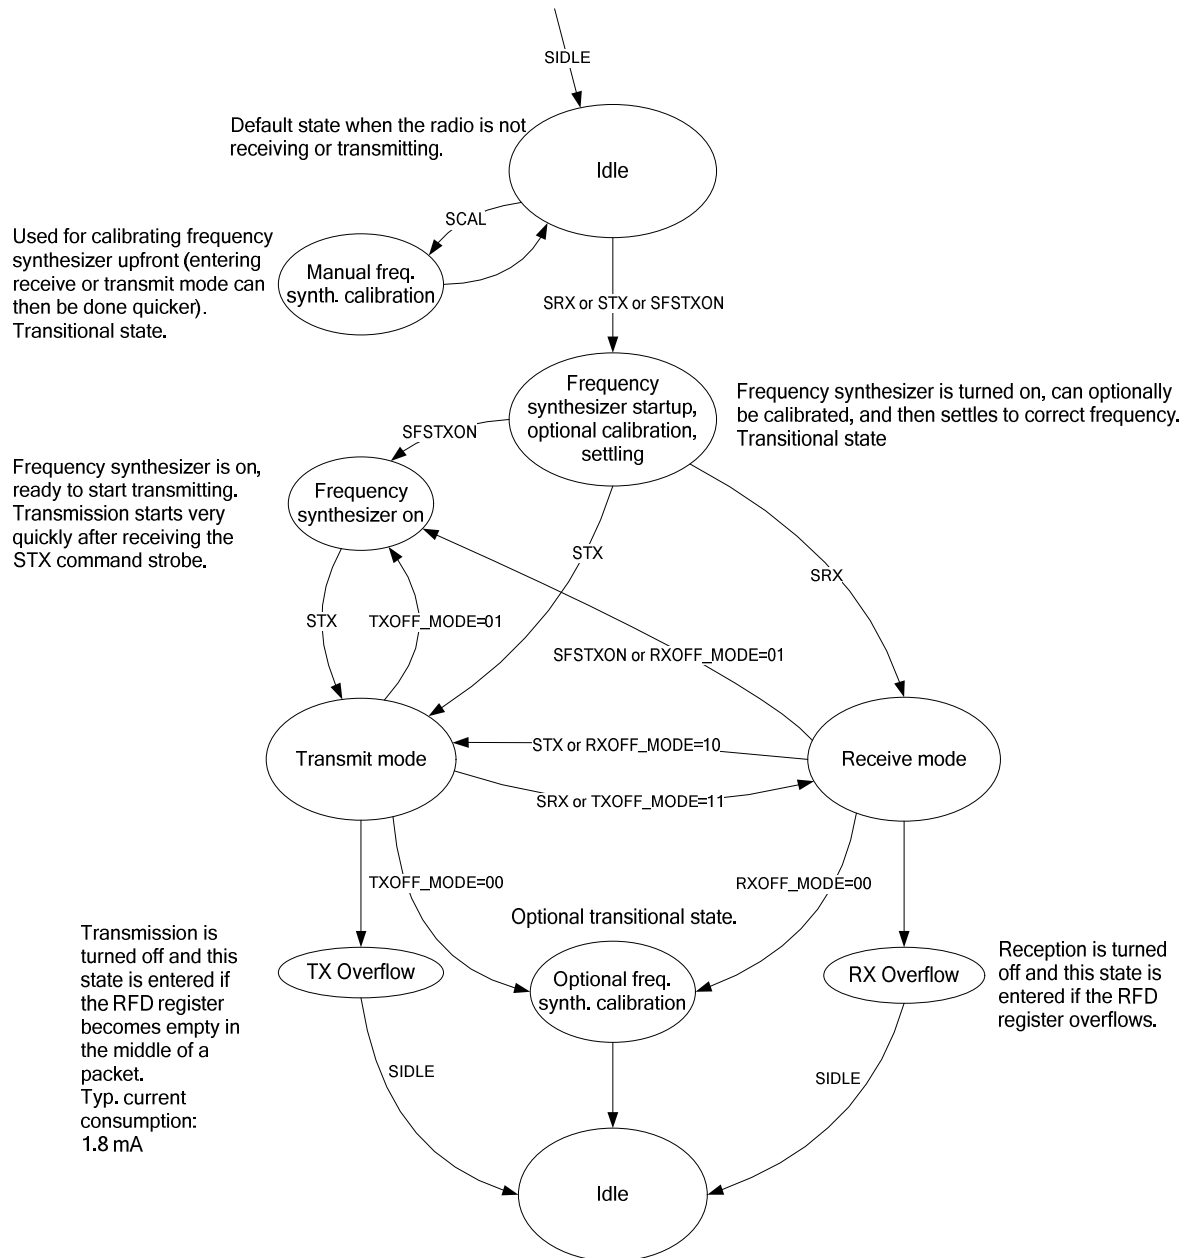 SIDLE
Default state when the radio is not
receiving or transmitting.
Idle
SCAL
Used for calibrating frequency
synthesizer upfront (entering
receive or transmit mode can
then be done quicker).
Transitional state.
Manual freq.
synth. calibration
SRX or STX or SFSTXON
Frequency
synthesizer startup,
optional calibration,
settling
Frequency synthesizer is turned on, can optionally
be calibrated, and then settles to correct frequency.
Transitional state
SFSTXON
Frequency synthesizer is on,
ready to start transmitting.
Transmission starts very
quickly after receiving the
STX command strobe.
Frequency
synthesizer on
STX
SRX
STX
TXOFF_MODE=01
SFSTXON or RXOFF_MODE=01
Transmit mode
STX or RXOFF_MODE=10
Receive mode
SRX or TXOFF_MODE=11
TXOFF_MODE=00
RXOFF_MODE=00
Optional transitional state.
Transmission is
turned off and this
state is entered if
the RFD register
becomes empty in
the middle of a
packet.
Typ. current
consumption:
1.8 mA
TX Overflow
Optional freq.
synth. calibration
RX Overflow
Reception is turned
off and this state is
entered if the RFD
register overflows.
SIDLE
SIDLE
Idle